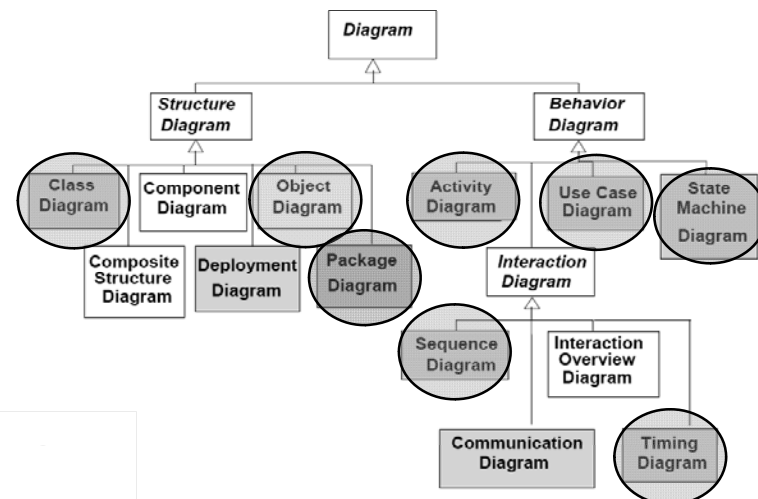 Diagram
Structure
Diagram
Behavior
Diagram
Class
Diagram
Component
Diagram
Object
Diagram
Activity
Diagram
Use Case
Diagram
State
Machine
Diagram
Composite
Structure
Diagram
Deployment
Diagram
Package
Diagram
Interaction
Diagram
Sequence
Diagram
Interaction
Overview
Diagram
Communication
Diagram
Timing
Diagram